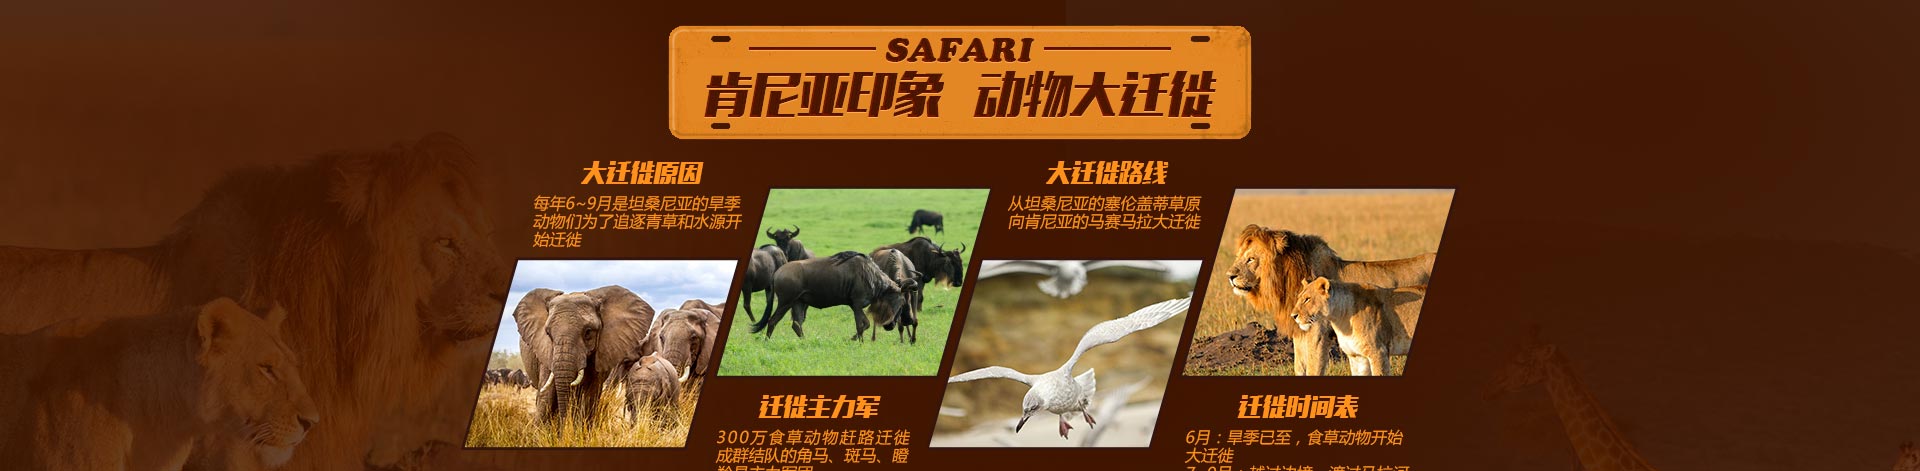 SAFARI
肯尼亚印象 动物大迁徙
大迁徙原因
每年6~9月是坦桑尼亚的旱季
动物们为了追逐青草和水源开
始迁徙
大迁徙路线
从坦桑尼亚的塞伦盖蒂草原
向肯尼亚的马赛马拉大迁徙
迁徙主力军
300万食草动物赶路迁徙
成群结队的角马、斑马、瞪
迁徙时间表
6月：旱季已至，食草动物开始
大迁徙